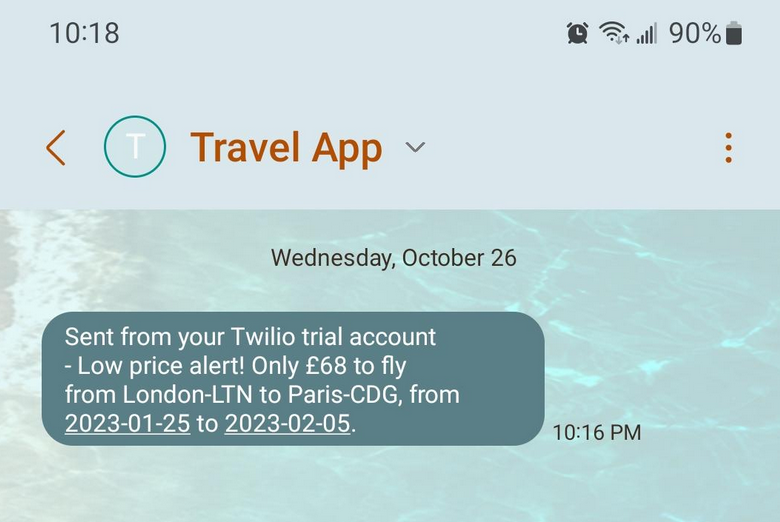 10:18
90%
T
Travel App
Wednesday, October 26
Sent from your Twilio trial account
- Low price alert! Only £68 to fly
from London-LTN to Paris-CDG, from
2023-01-25 to 2023-02-05.
10:16 PM